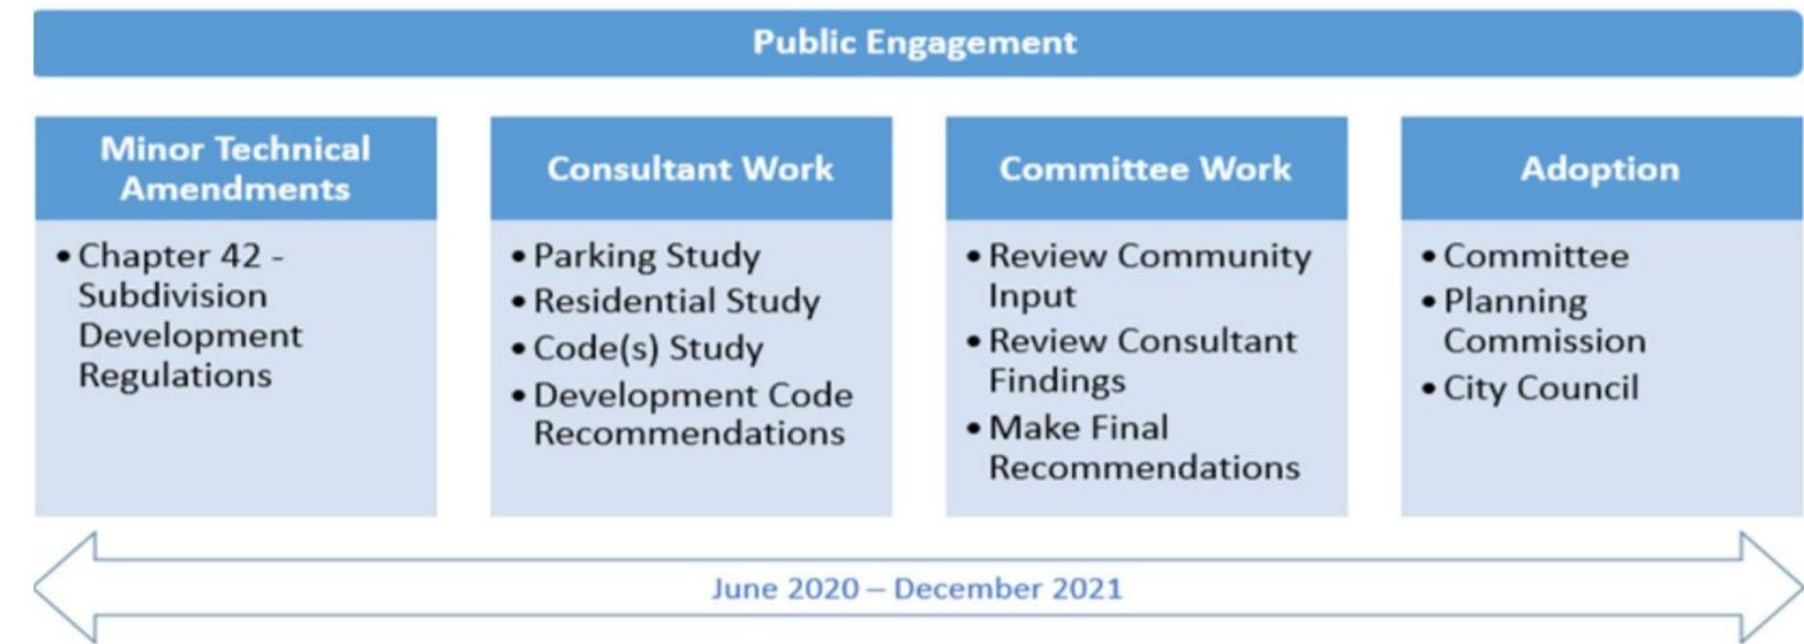 Public Engagement
Minor Technical
Amendments
• Chapter 42 -
Subdivision
Development
Regulations
Consultant Work
• Parking Study
• Residential Study
• Code(s) Study
• Development Code
Recommendations
Committee Work
• Review Community
Input
• Review Consultant
Findings
• Make Final
Recommendations
Adoption
• Committee
• Planning
Commission
• City Council
June 2020 – December 2021